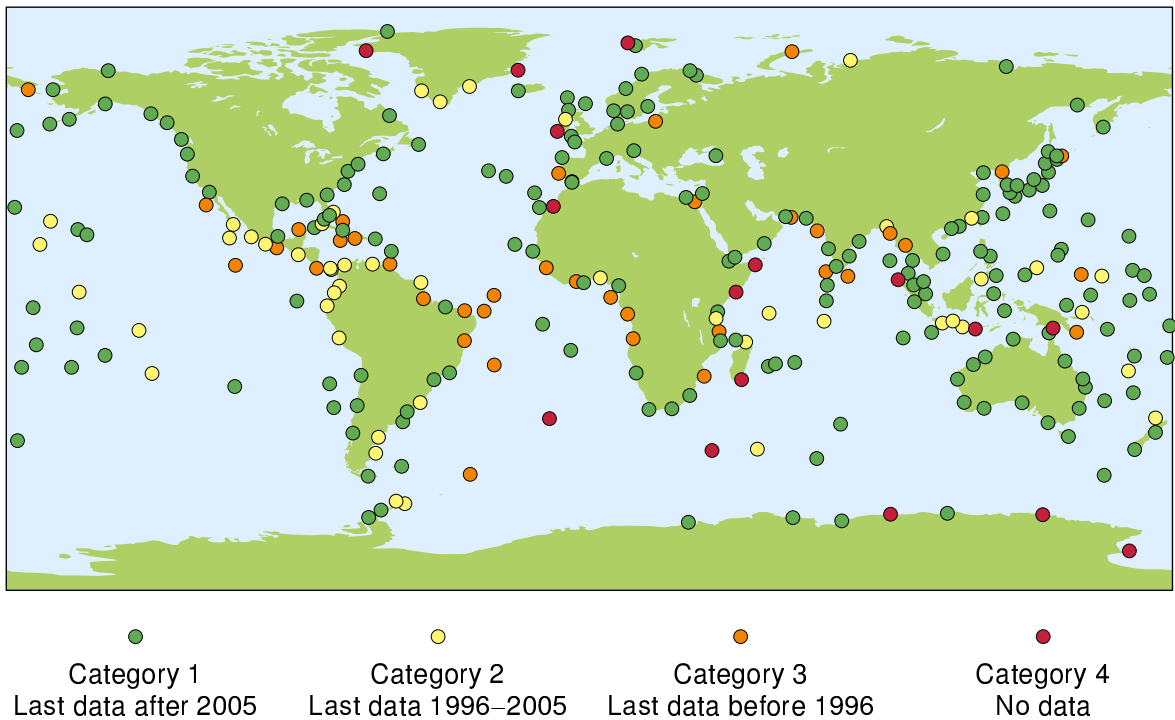 Category 1
Last data after 2005
Category 2
Last data 1996–2005
Category 3
Last data before 1996
Category 4
No data